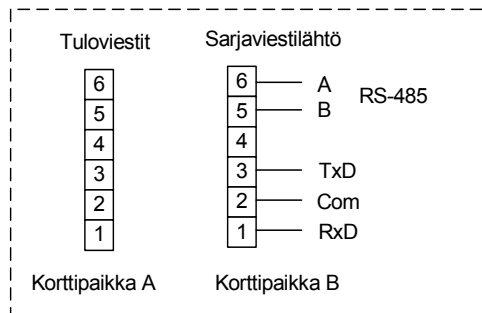 Tuloviestit
6
5
4
3
2
1
Korttipaikka A
Sarjaviestilähtö
6 A
5 B
RS-485
4
3 TxD
2 Com
1 RxD
Korttipaikka B